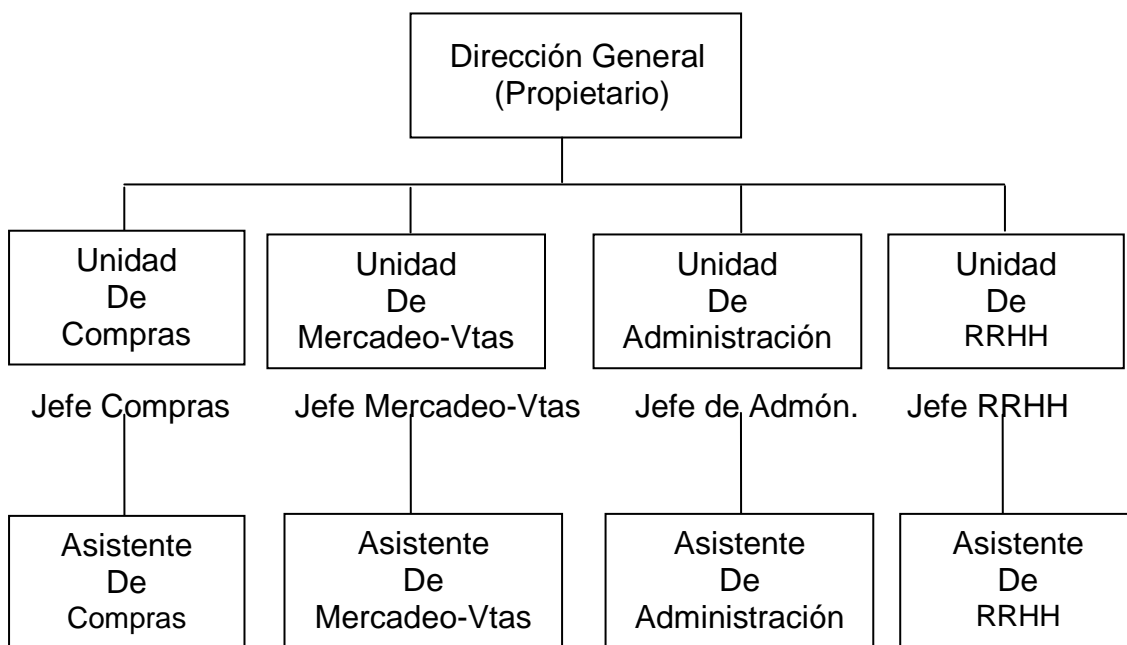 Dirección General
(Propietario)
Unidad
De
Compras
Unidad
De
Mercadeo-Vtas
Unidad
De
Administración
Unidad
De
RRHH
Jefe Compras
Jefe Mercadeo-Vtas
Jefe de Admón.
Jefe RRHH
Asistente
De
Compras
Asistente
De
Mercadeo-Vtas
Asistente
De
Administración
Asistente
De
RRHH